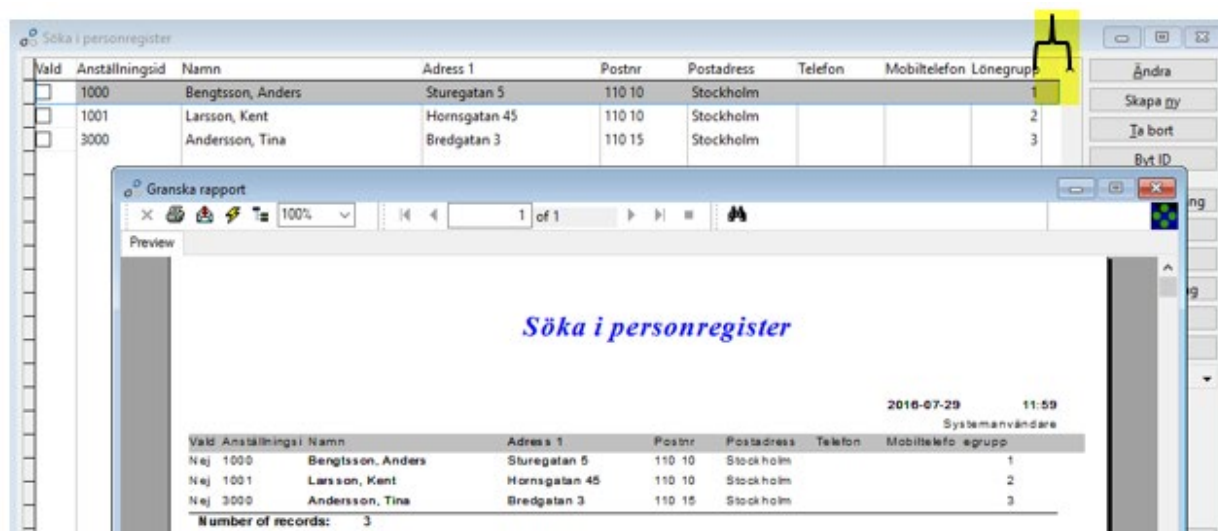 Söka i personregister
Vald Anställningsid Namn Adress 1 Postnr Postadress Telefon Mobiltelefon Lönegrupp
1000 Bengtsson, Anders Sturegatan 5 110 10 Stockholm 1
1001 Larsson, Kent Hornsgatan 45 110 10 Stockholm 2
3000 Andersson, Tina Bredgatan 3 110 15 Stockholm 3
Ändra
Skapa ny
Ta bort
Byt ID
ng
g
Granska rapport
100% 1 of 1
Preview
Söka i personregister
2016-07-29 11:59
Systemanvändare
Vald Anställningsi Namn Adress 1 Postnr Postadress Telefon Mobiltelefo egrupp
Nej 1000 Bengtsson, Anders Sturegatan 5 110 10 Stockholm 1
Nej 1001 Larsson, Kent Hornsgatan 45 110 10 Stockholm 2
Nej 3000 Andersson, Tina Bredgatan 3 110 15 Stockholm 3
Number of records: 3